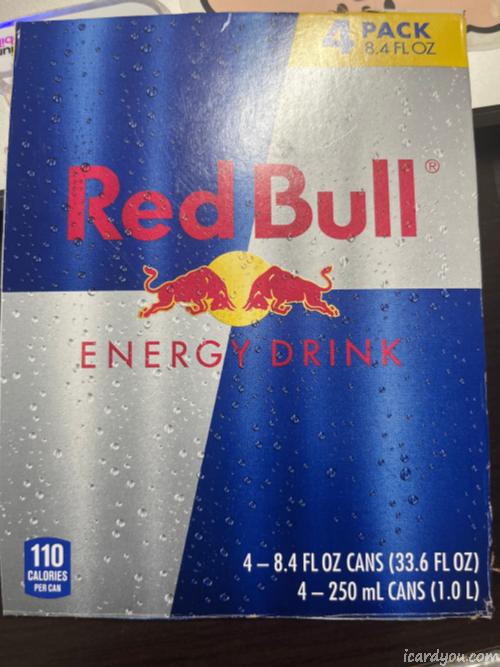 4 PACK
8.4 FL OZ
Red Bull®
ENERGY DRINK
110
CALORIES
PER CAN
4 – 8.4 FL OZ CANS (33.6 FL OZ)
4 – 250 mL CANS (1.0 L)
icardyou.com